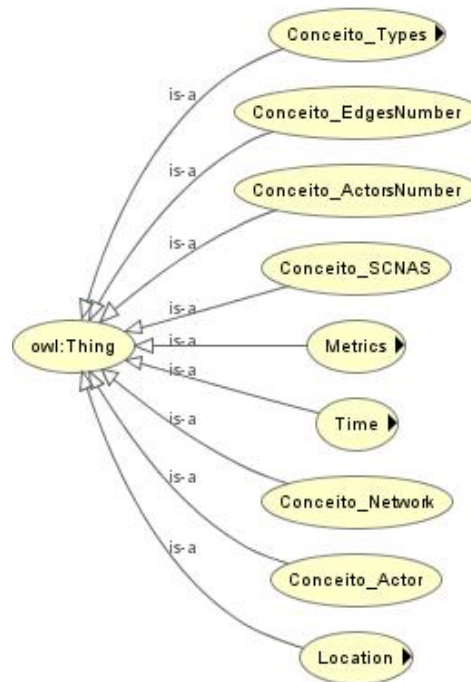 Conceito_Types
is-a
Conceito_EdgesNumber
is-a
Conceito_ActorsNumber
is-a
Conceito_SCNAS
is-a
owl:Thing
is-a
Metrics
is-a
Time
is-a
Conceito_Network
is-a
Conceito_Actor
is-a
Location